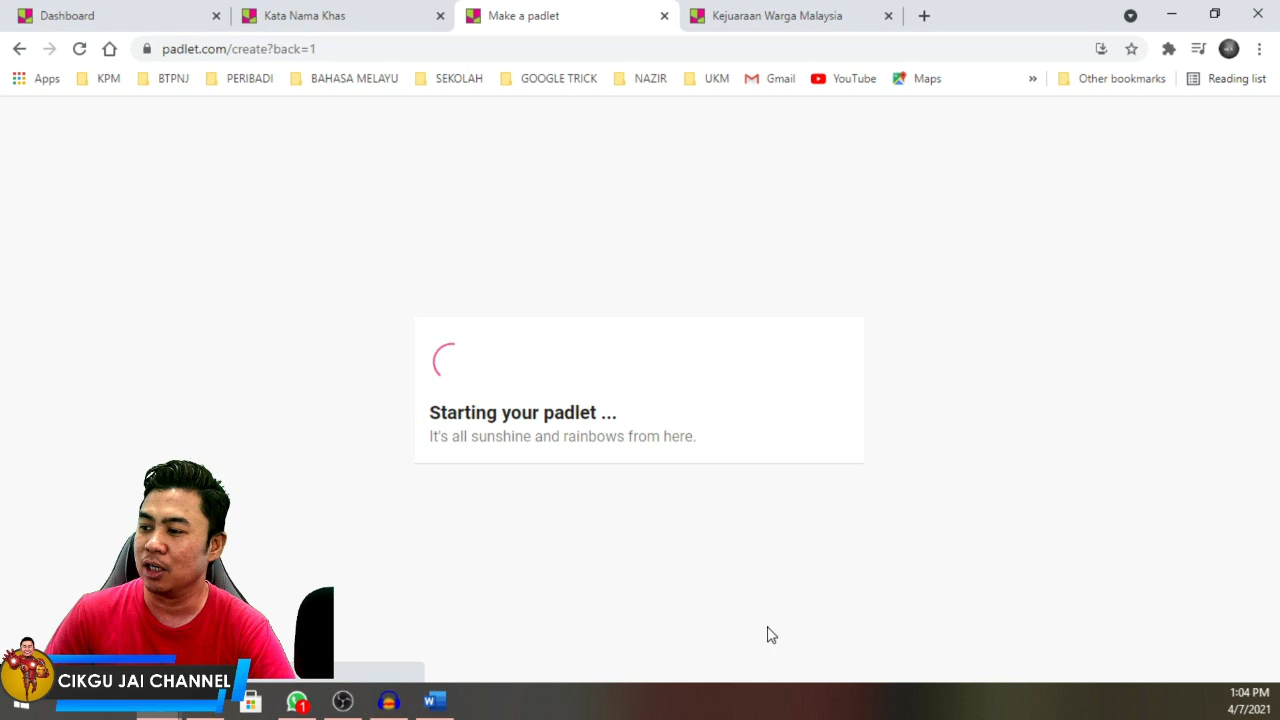 Dashboard
Kata Nama Khas
Make a padlet
Kejuaraan Warga Malaysia
padlet.com/create?back=1
Apps
KPM
BTPNJ
PERIBADI
BAHASA MELAYU
SEKOLAH
GOOGLE TRICK
NAZIR
UKM
Gmail
YouTube
Maps
»
Other bookmarks
Reading list
Starting your padlet ...
It's all sunshine and rainbows from here.
CIKGU JAI CHANNEL
1
W
1:04 PM
4/7/2021